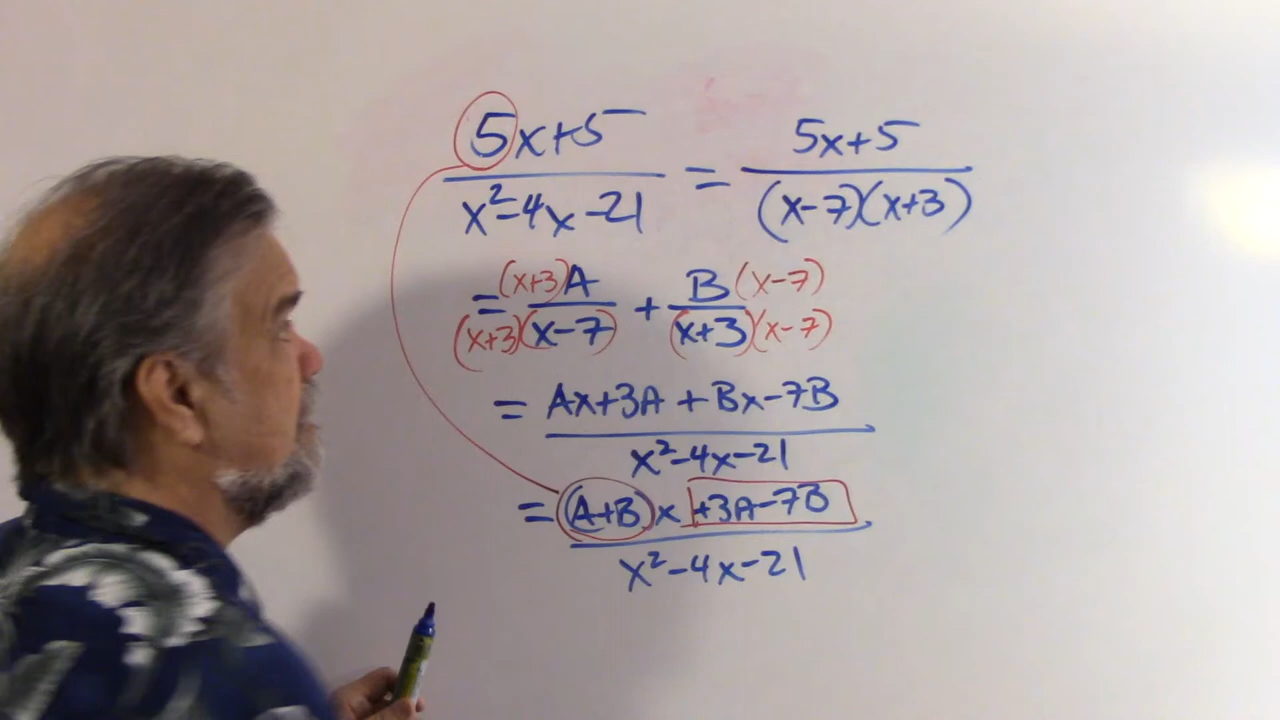 5x+5 / x²-4x-21 = 5x+5 / (x-7)(x+3)
= (x+3)A / (x+3)(x-7) + B(x-7) / (x+3)(x-7)
= Ax+3A+Bx-7B / x²-4x-21
= (A+B)x +3A-7B / x²-4x-21